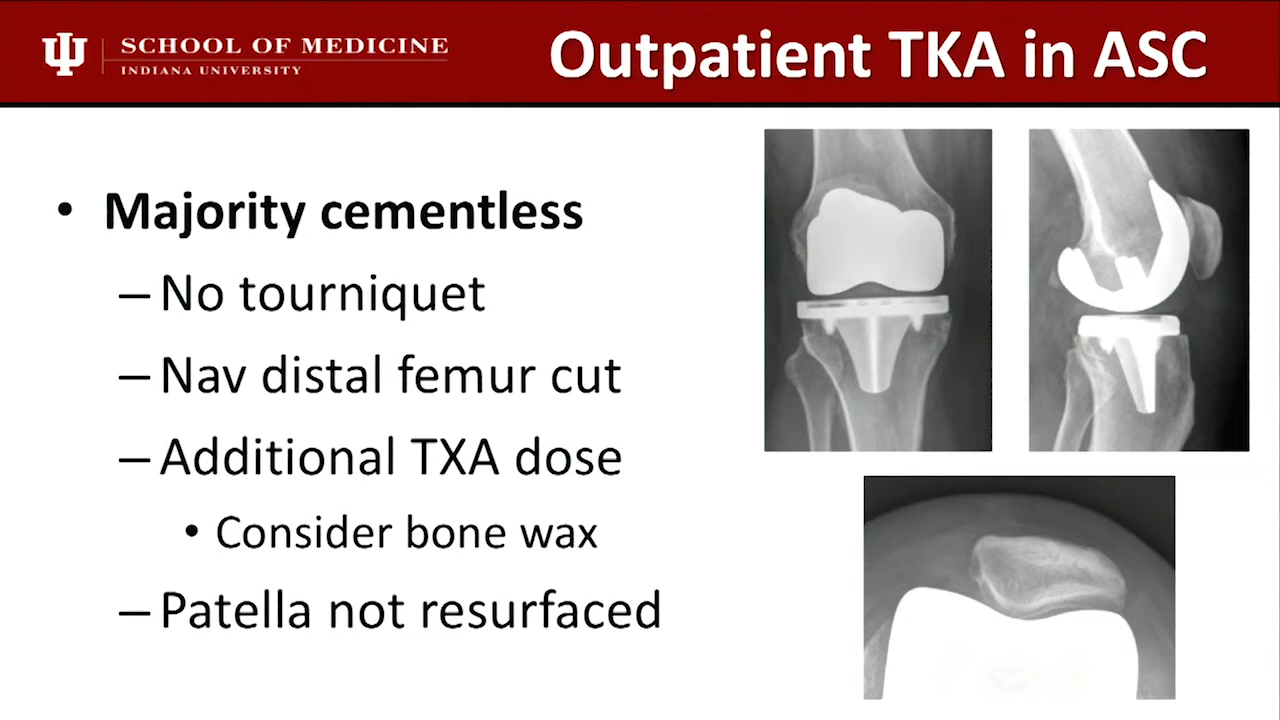 SCHOOL OF MEDICINE
INDIANA UNIVERSITY
Outpatient TKA in ASC
• Majority cementless
– No tourniquet
– Nav distal femur cut
– Additional TXA dose
• Consider bone wax
– Patella not resurfaced